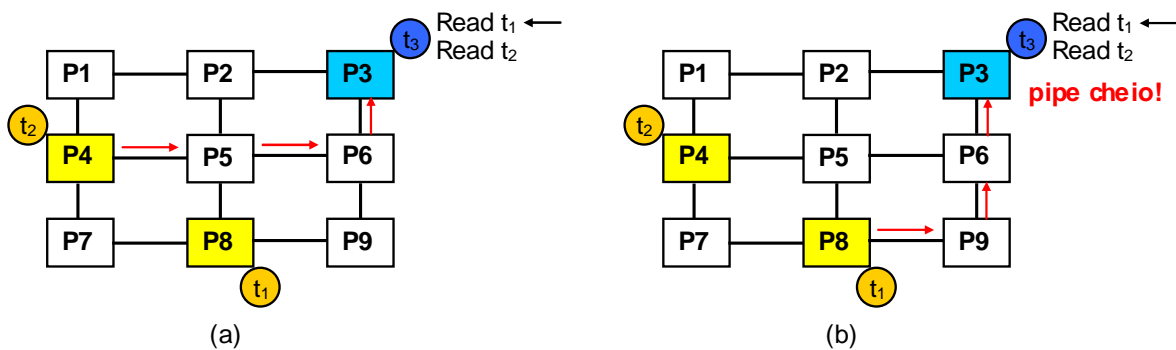 t3 Read t1
Read t2
P1 P2 P3
t2
P4 P5 P6
P7 P8 P9
t1
(a)
t3 Read t1
Read t2
P1 P2 P3
pipe cheio!
t2
P4 P5 P6
P7 P8 P9
t1
(b)